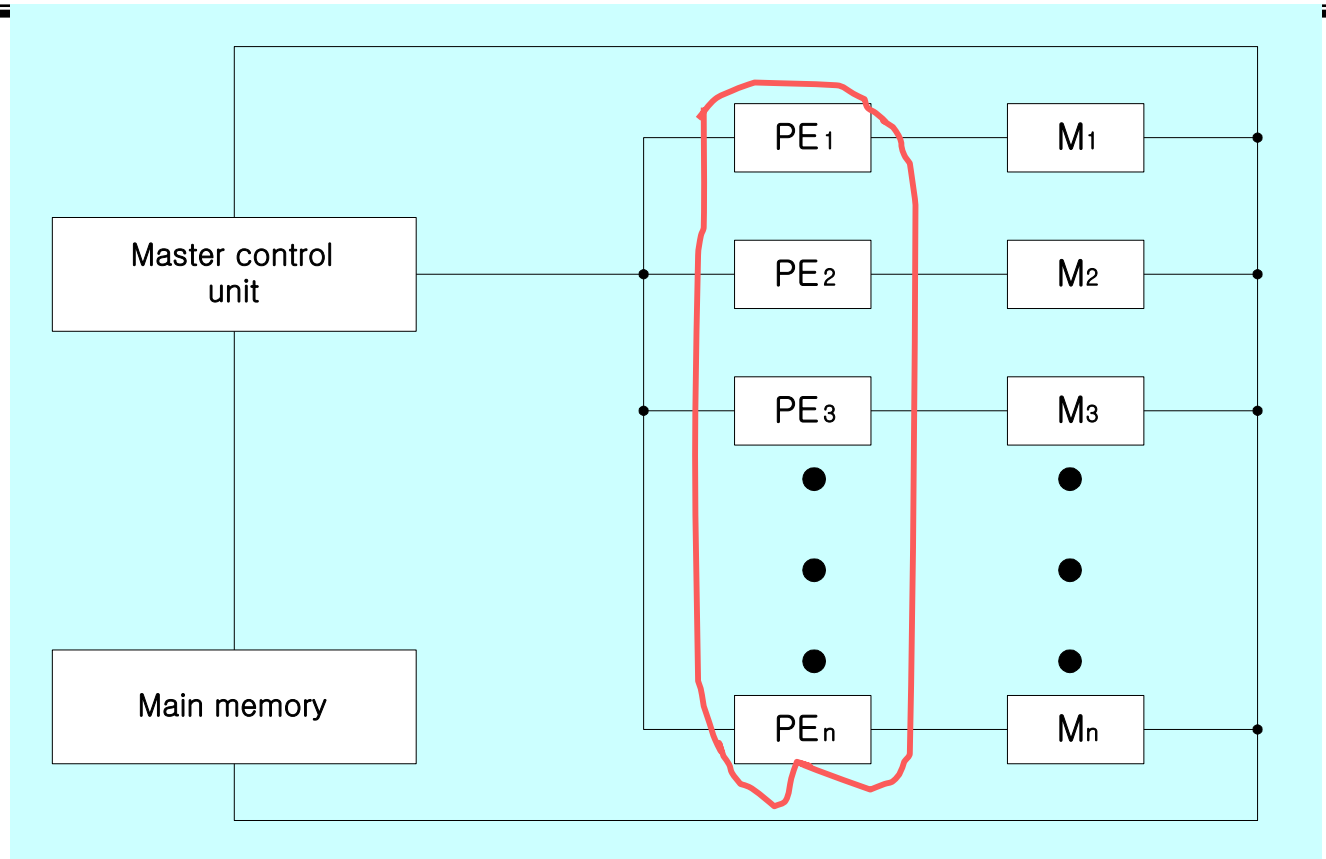 PE1
M1
Master control
unit
PE2
M2
PE3
M3
Main memory
PEn
Mn